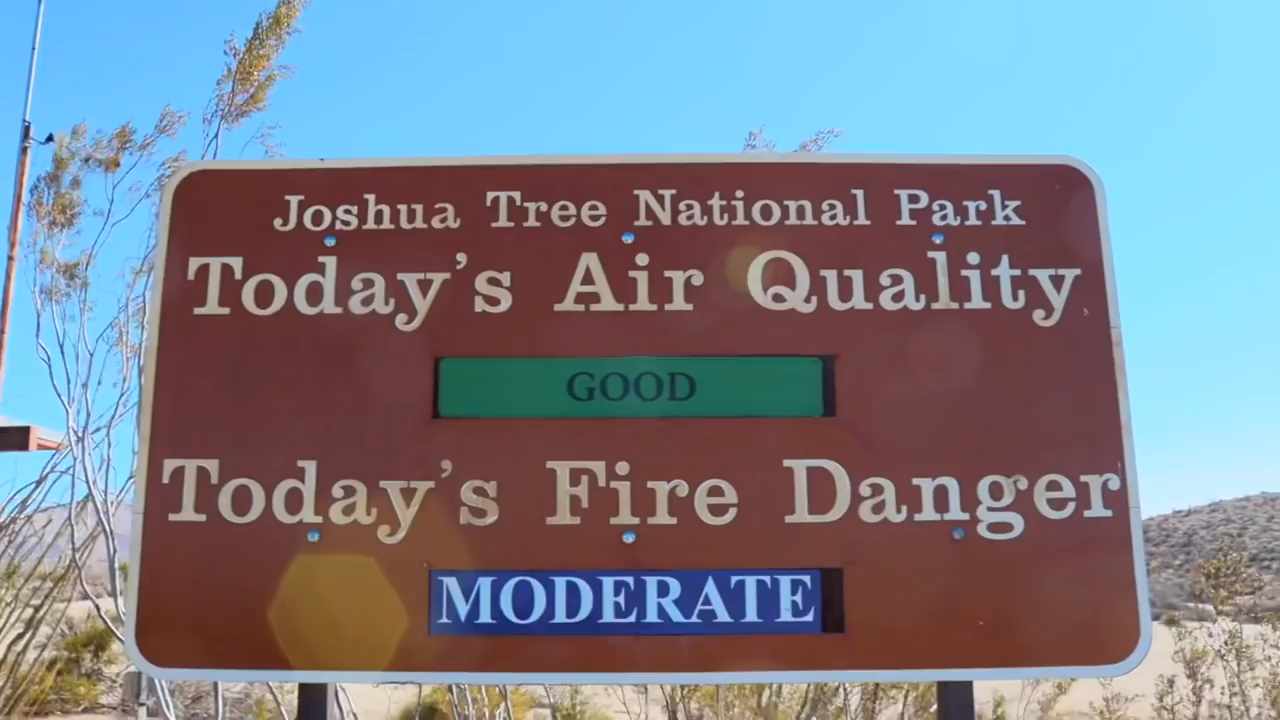 Joshua Tree National Park
Today's Air Quality
GOOD
Today's Fire Danger
MODERATE